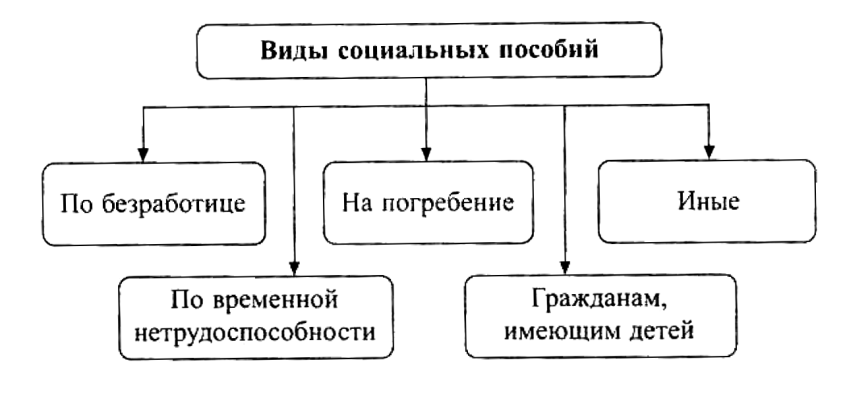 Виды социальных пособий
По безработице
На погребение
Иные
По временной
нетрудоспособности
Гражданам,
имеющим детей